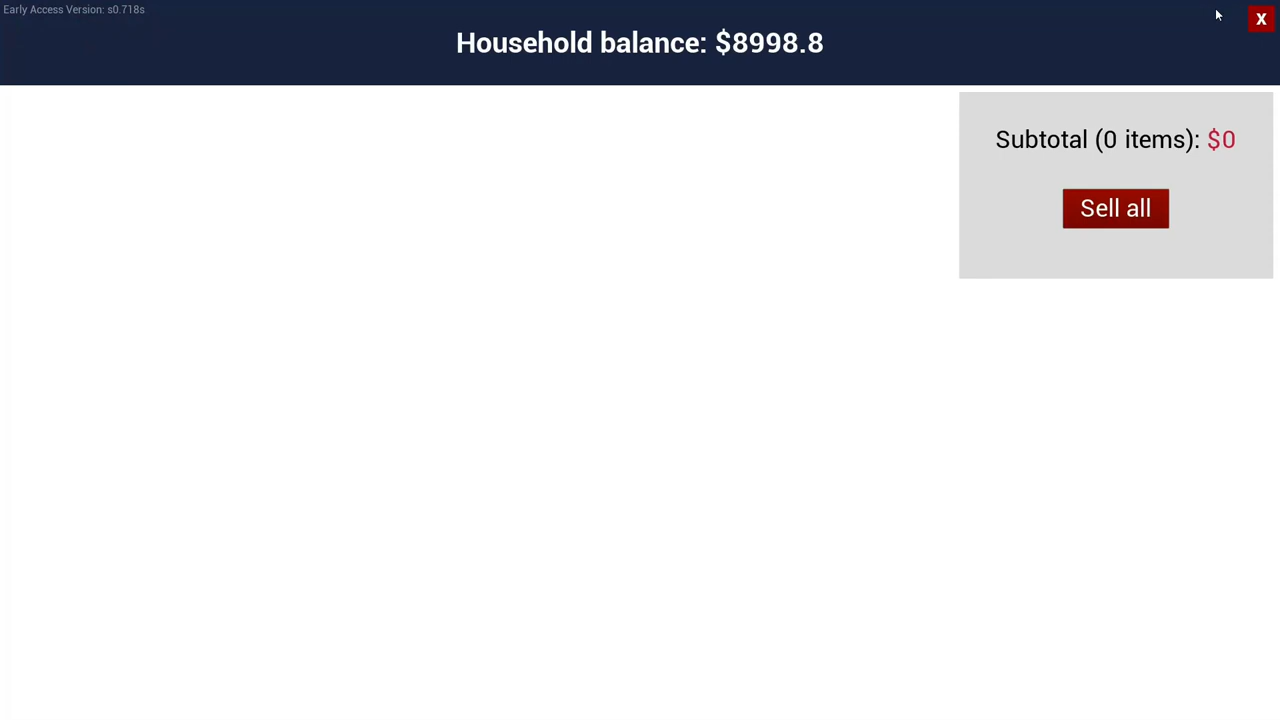 Early Access Version: s0.718s
X
Household balance: $8998.8
Subtotal (0 items): $0
Sell all